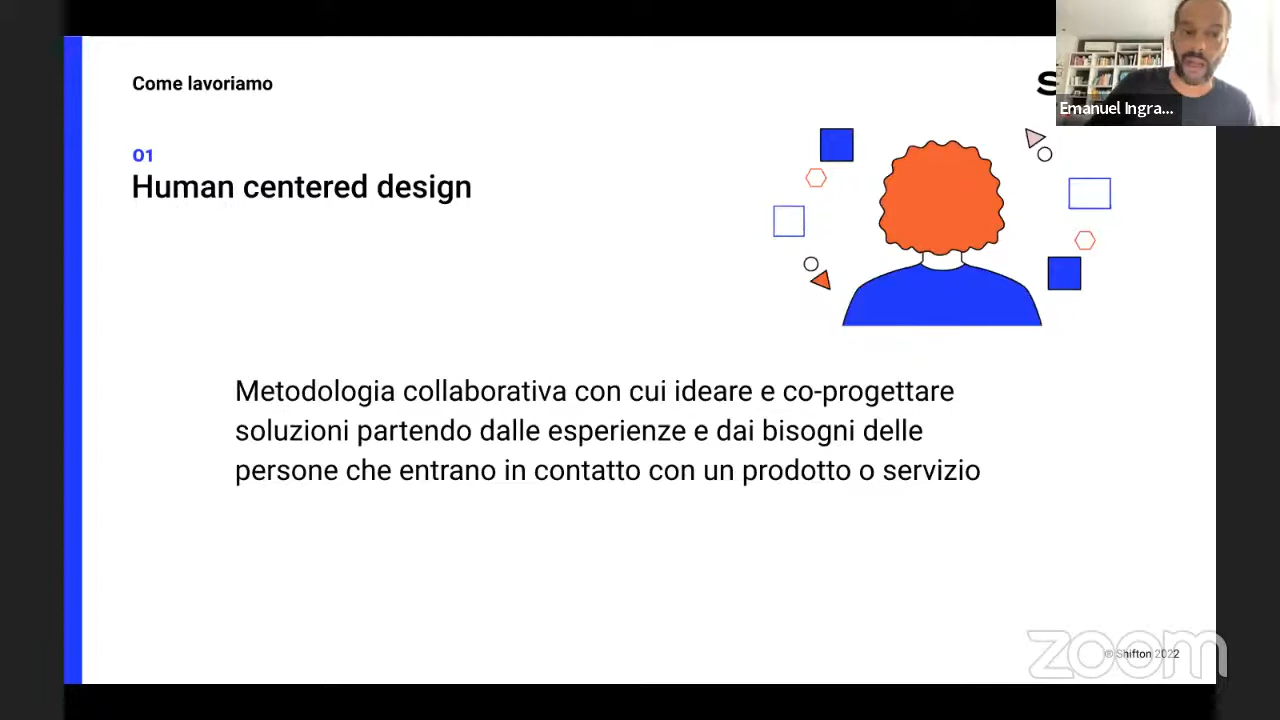 Come lavoriamo
01
Human centered design
Metodologia collaborativa con cui ideare e co-progettare
soluzioni partendo dalle esperienze e dai bisogni delle
persone che entrano in contatto con un prodotto o servizio
Emanuel Ingra...
© Shifton 2022
zoom